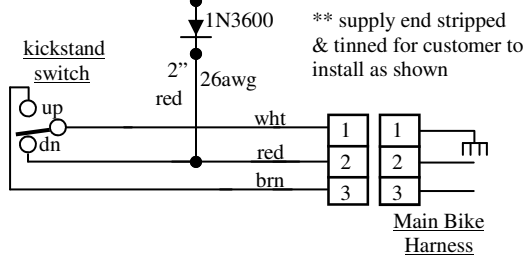 1N3600
** supply end stripped
& tinned for customer to
install as shown
kickstand
switch
2” 26awg
red
up
dn
wht
red
brn
1
2
3
1
2
3
Main Bike
Harness